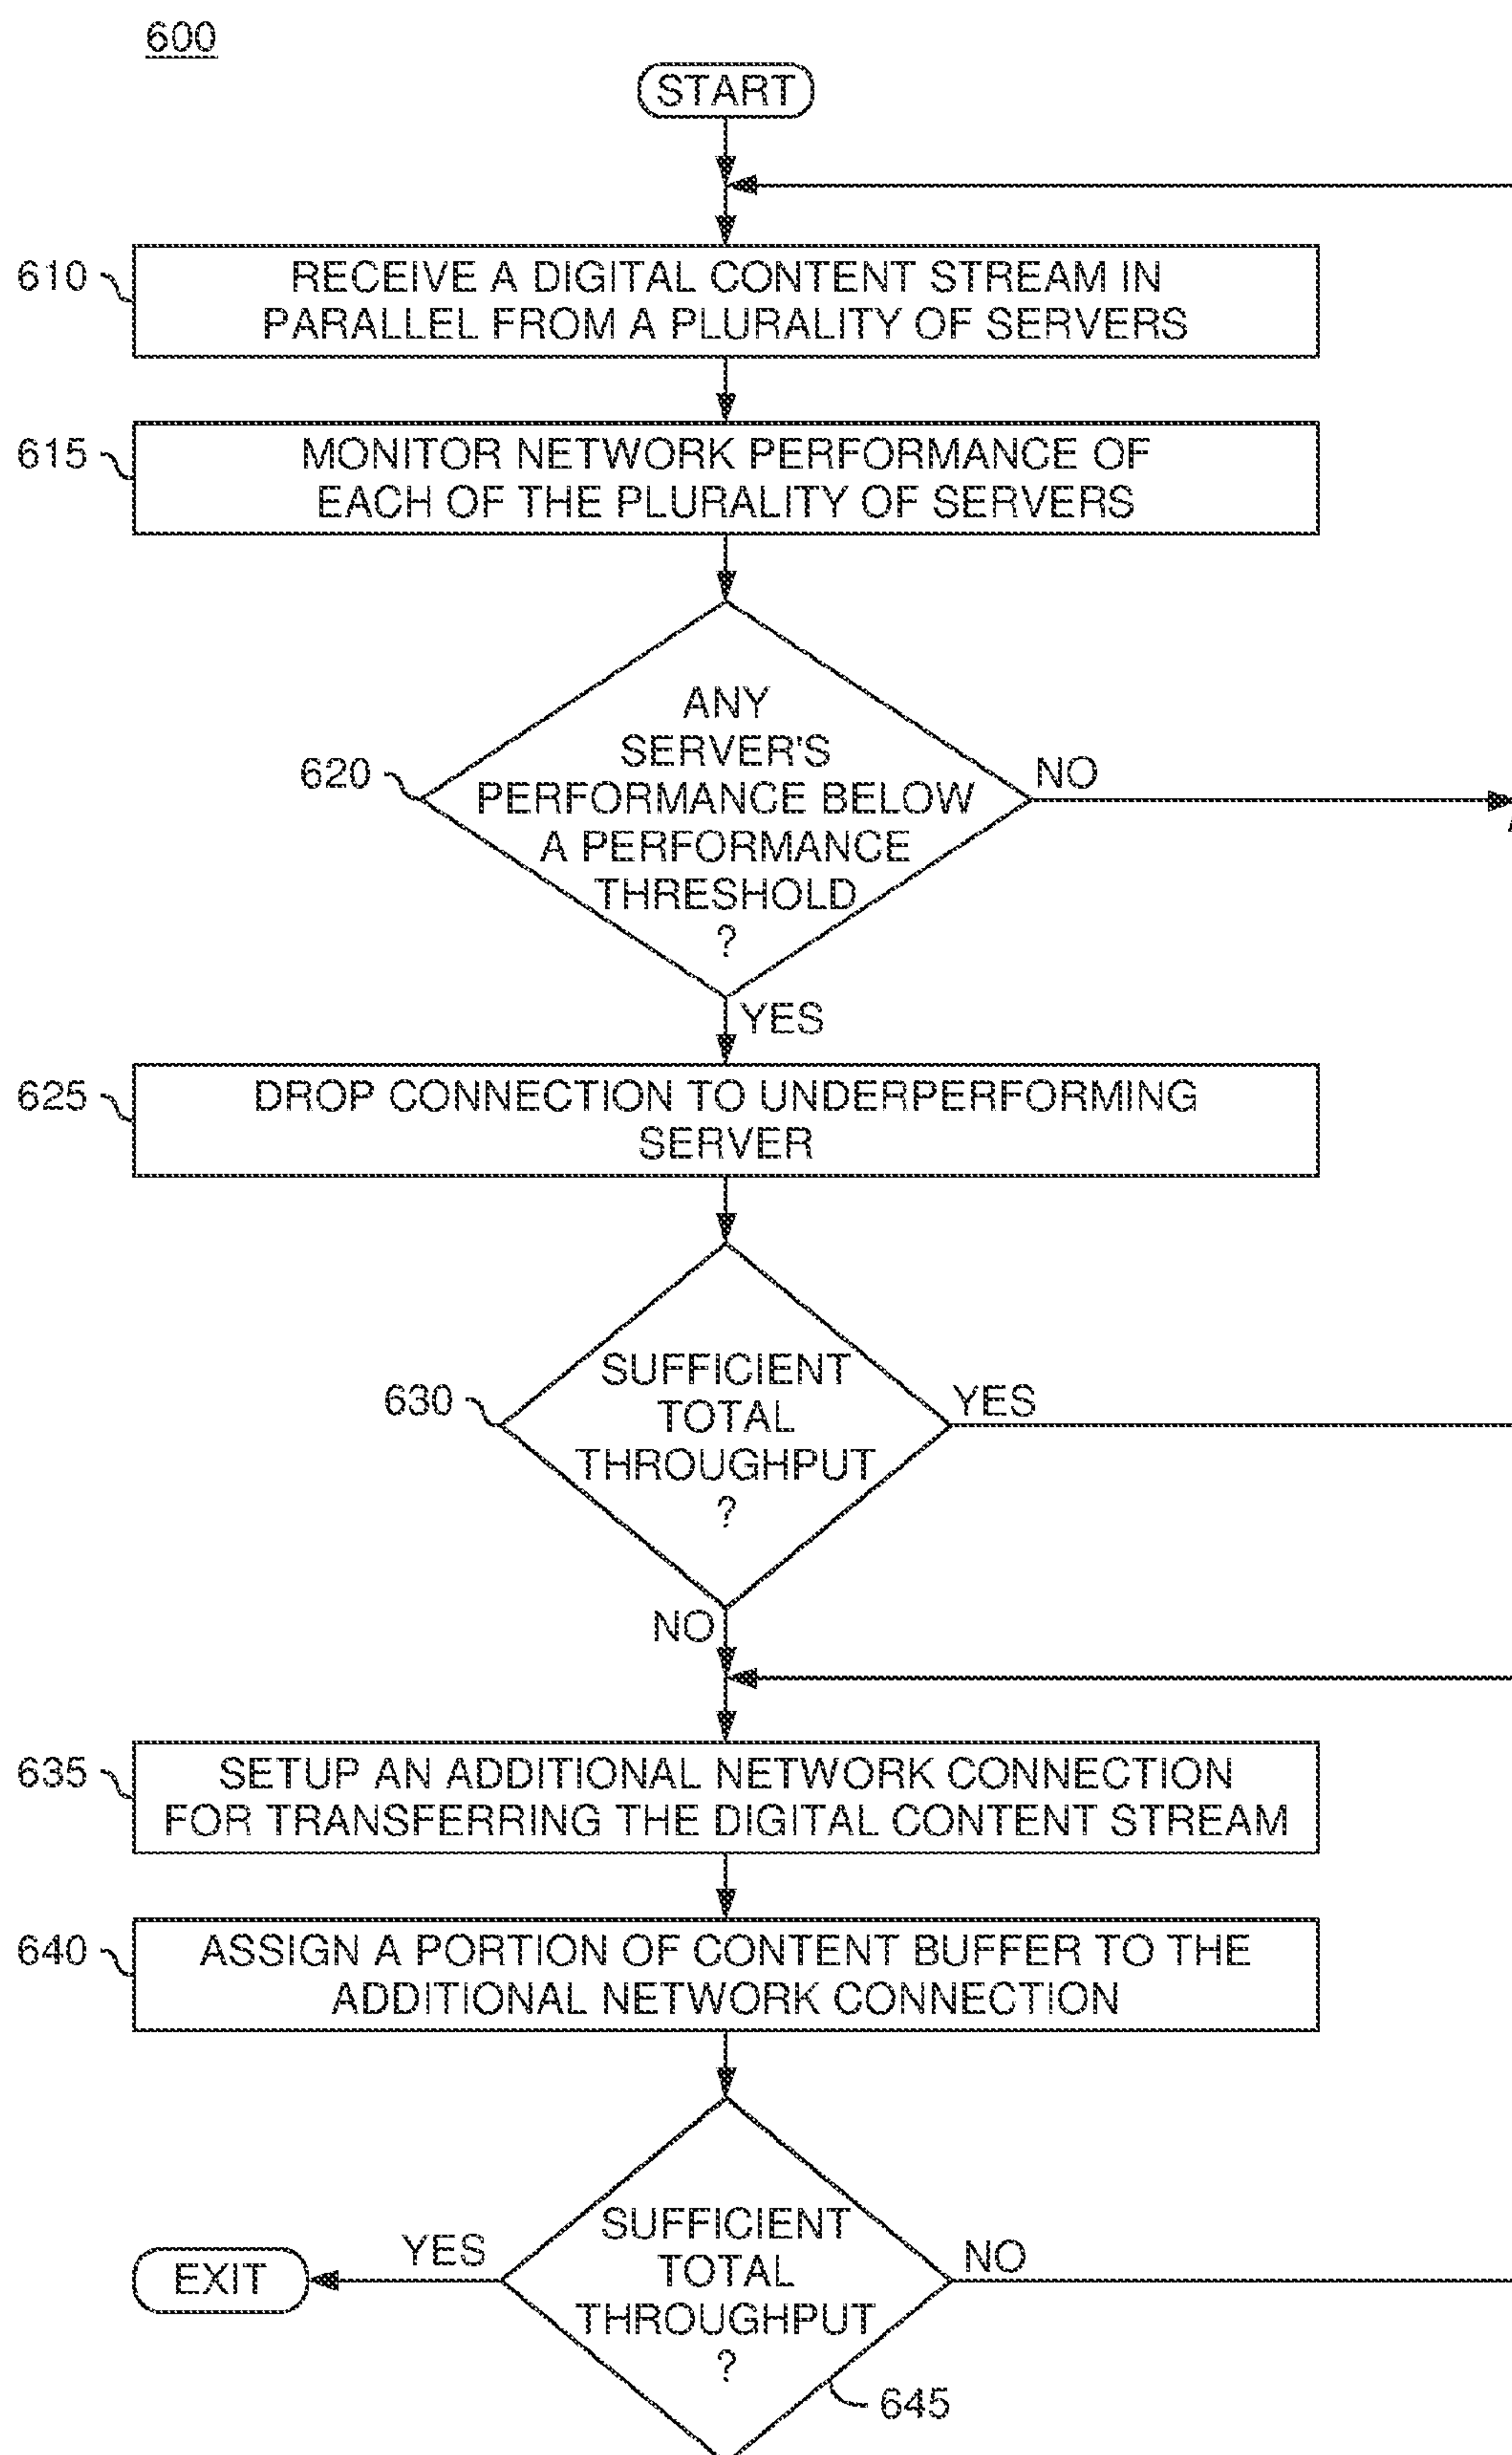 600
START
610
RECEIVE A DIGITAL CONTENT STREAM IN
PARALLEL FROM A PLURALITY OF SERVERS
615
MONITOR NETWORK PERFORMANCE OF
EACH OF THE PLURALITY OF SERVERS
620
ANY
SERVER'S
PERFORMANCE BELOW
A PERFORMANCE
THRESHOLD
?
NO
YES
625
DROP CONNECTION TO UNDERPERFORMING
SERVER
630
SUFFICIENT
TOTAL
THROUGHPUT
?
YES
NO
635
SETUP AN ADDITIONAL NETWORK CONNECTION
FOR TRANSFERRING THE DIGITAL CONTENT STREAM
640
ASSIGN A PORTION OF CONTENT BUFFER TO THE
ADDITIONAL NETWORK CONNECTION
EXIT
YES
SUFFICIENT
TOTAL
THROUGHPUT
?
NO
645